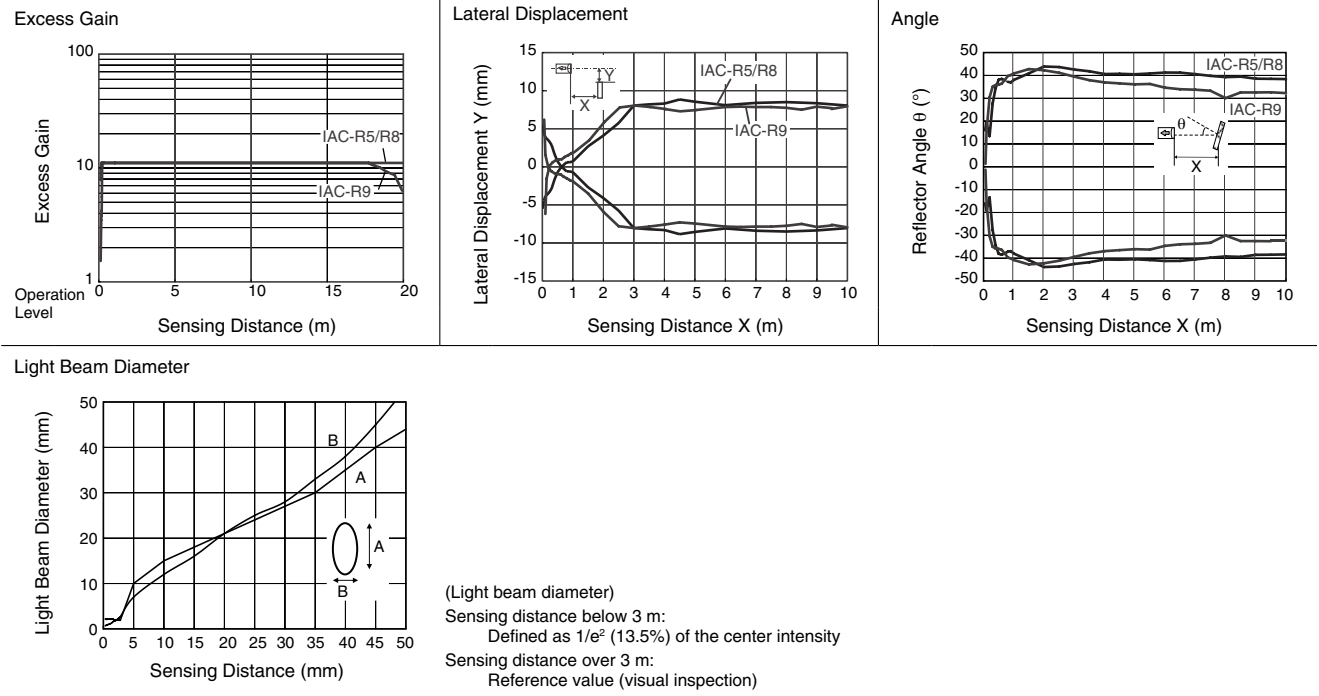 Excess Gain
100
10
1
Excess Gain
IAC-R5/R8
IAC-R9
Operation
Level
0 5 10 15 20
Sensing Distance (m)
Lateral Displacement
15
10
5
0
-5
-10
-15
Lateral Displacement Y (mm)
Y
X
IAC-R5/R8
IAC-R9
0 1 2 3 4 5 6 7 8 9 10
Sensing Distance X (m)
Angle
50
40
30
20
10
0
-10
-20
-30
-40
-50
Reflector Angle θ (°)
IAC-R5/R8
IAC-R9
θ
X
0 1 2 3 4 5 6 7 8 9 10
Sensing Distance X (m)
Light Beam Diameter
50
40
30
20
10
0
Light Beam Diameter (mm)
B
A
A
B
0 5 10 15 20 25 30 35 40 45 50
Sensing Distance (mm)
(Light beam diameter)
Sensing distance below 3 m:
Defined as 1/e² (13.5%) of the center intensity
Sensing distance over 3 m:
Reference value (visual inspection)